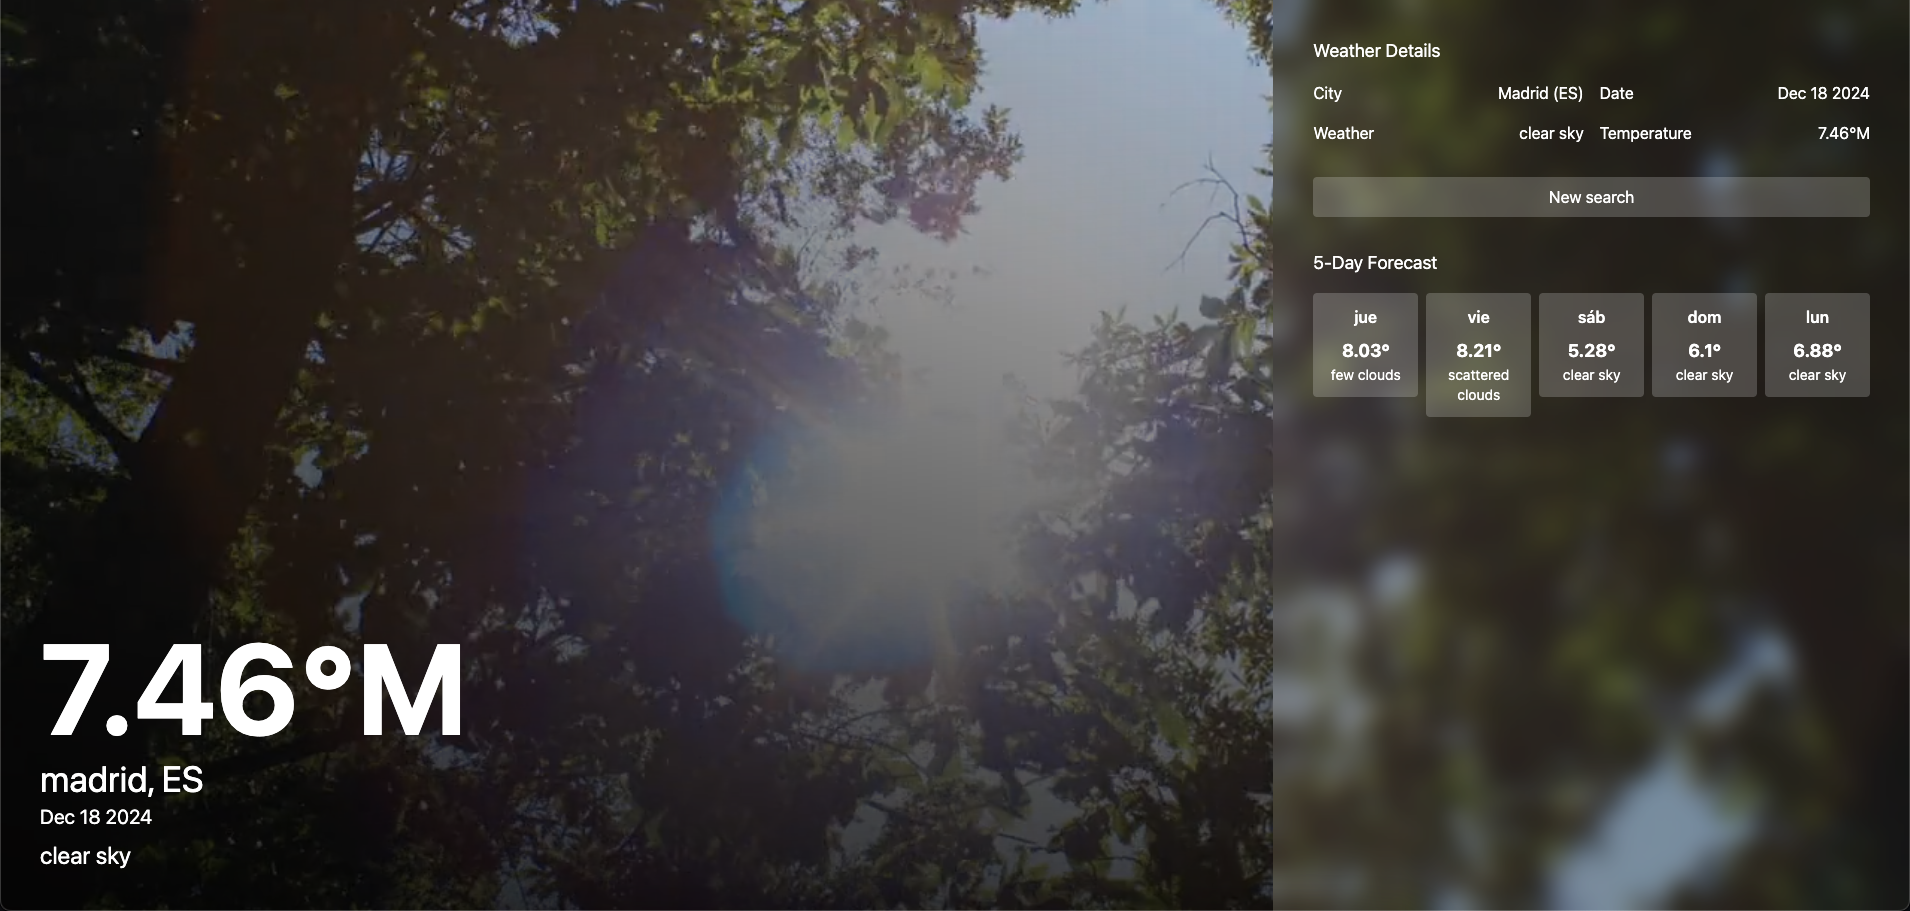 7.46°M
madrid, ES
Dec 18 2024
clear sky
Weather Details
City Madrid (ES) Date Dec 18 2024
Weather clear sky Temperature 7.46°M
New search
5-Day Forecast
jue
8.03°
few clouds
vie
8.21°
scattered
clouds
sáb
5.28°
clear sky
dom
6.1°
clear sky
lun
6.88°
clear sky